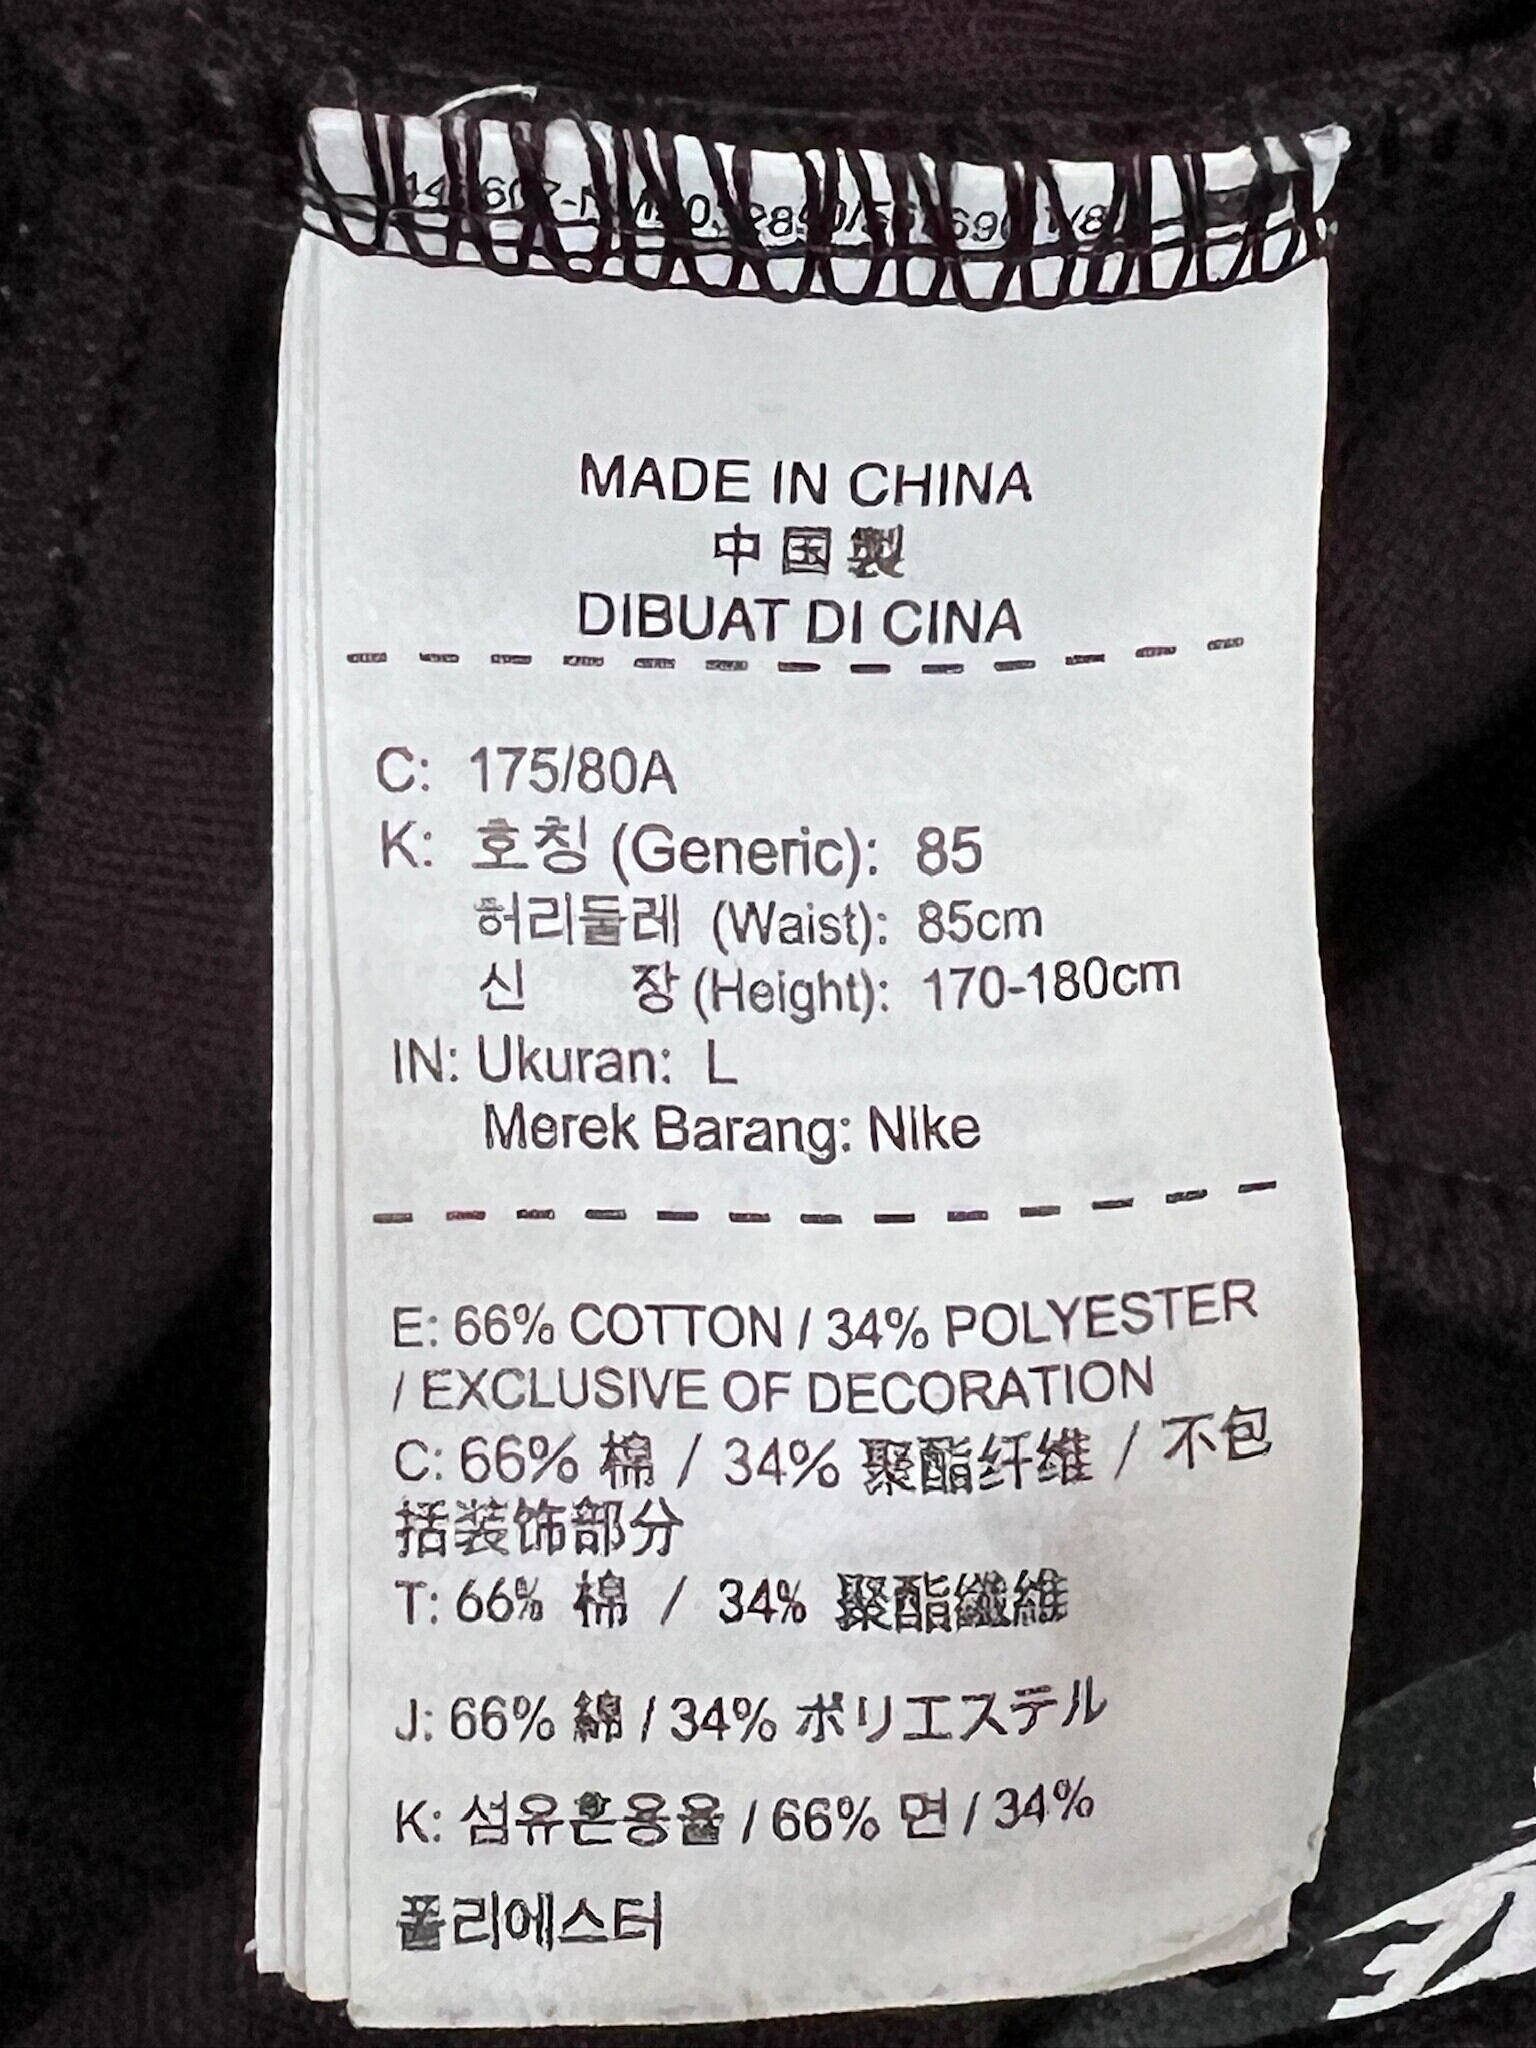 MADE IN CHINA
中国製
DIBUAT DI CINA
C: 175/80A
K: 호칭 (Generic): 85
허리둘레 (Waist): 85cm
신 장 (Height): 170-180cm
IN: Ukuran: L
Merek Barang: Nike
E: 66% COTTON / 34% POLYESTER
/ EXCLUSIVE OF DECORATION
C: 66% 棉 / 34% 聚酯纤维 / 不包
括装饰部分
T: 66% 棉 / 34% 聚酯纖維
J: 66% 綿 / 34% ポリエステル
K: 섬유혼용율 / 66% 면 / 34%
폴리에스터